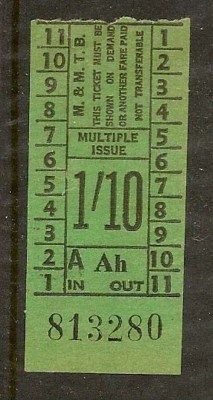 11
10
9
8
7
6
5
4
3
2
1
M. & M. T. B.
THIS TICKET MUST BE
SHOWN ON DEMAND
OR ANOTHER FARE PAID
NOT TRANSFERABLE
MULTIPLE
ISSUE
1/10
A Ah
IN OUT
1
2
3
4
5
6
7
8
9
10
11
813280